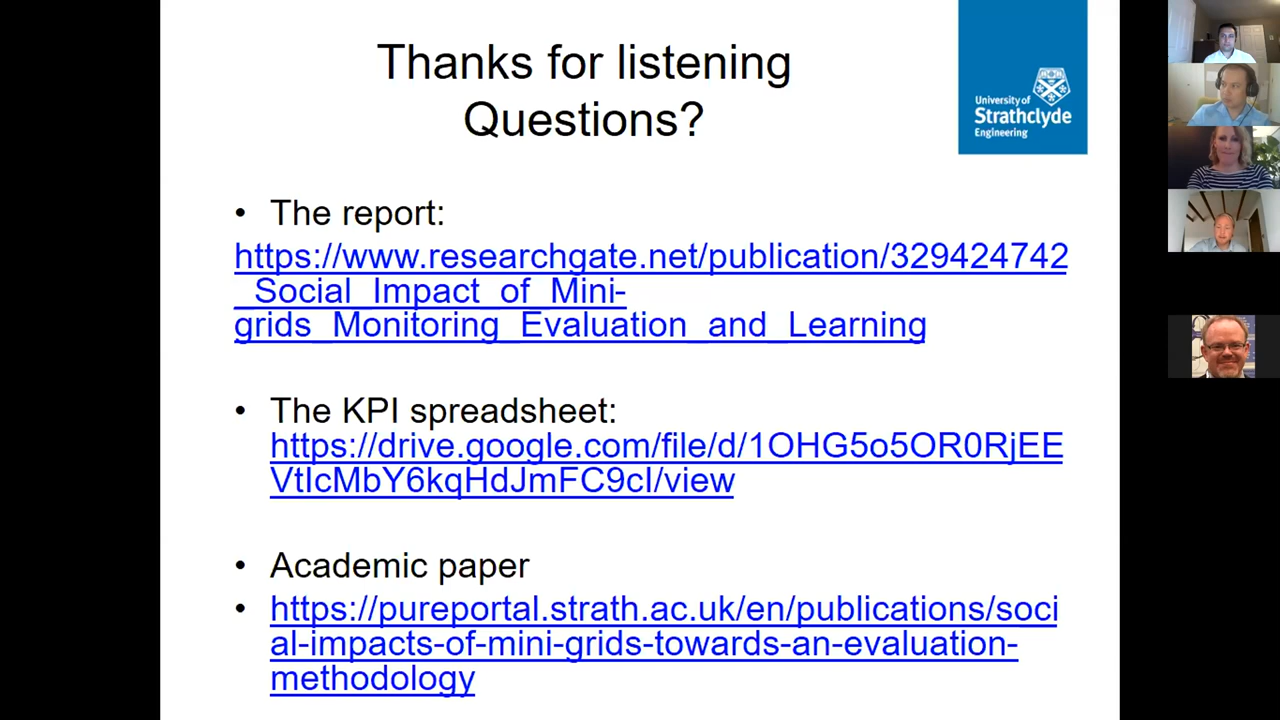 Thanks for listening
Questions?
University of
Strathclyde
Engineering
• The report:
https://www.researchgate.net/publication/329424742
_Social_Impact_of_Mini-
grids_Monitoring_Evaluation_and_Learning
• The KPI spreadsheet:
https://drive.google.com/file/d/1OHG5o5OR0RjEE
VtIcMbY6kqHdJmFC9cI/view
• Academic paper
• https://pureportal.strath.ac.uk/en/publications/soci
al-impacts-of-mini-grids-towards-an-evaluation-
methodology